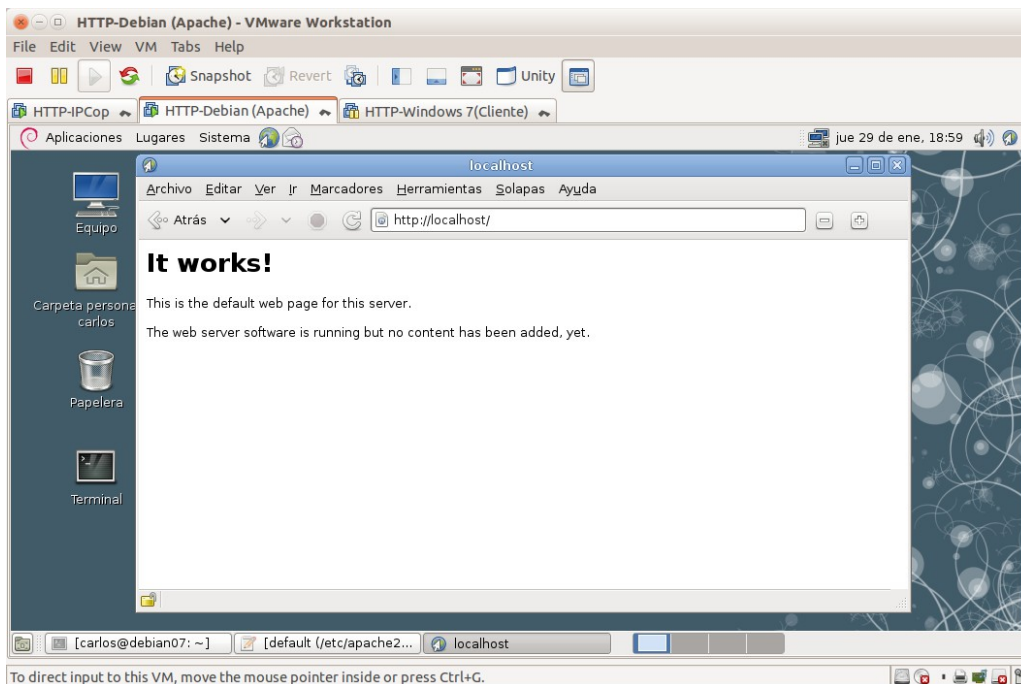 HTTP-Debian (Apache) - VMware Workstation
File Edit View VM Tabs Help
Snapshot Revert Unity
HTTP-IPCop HTTP-Debian (Apache) HTTP-Windows 7(Cliente)
Aplicaciones Lugares Sistema jue 29 de ene, 18:59
localhost
Archivo Editar Ver Ir Marcadores Herramientas Solapas Ayuda
Atrás http://localhost/
Equipo
It works!
This is the default web page for this server.
The web server software is running but no content has been added, yet.
Carpeta persona
carlos
Papelera
Terminal
[carlos@debian07: ~] [default (/etc/apache2... localhost
To direct input to this VM, move the mouse pointer inside or press Ctrl+G.